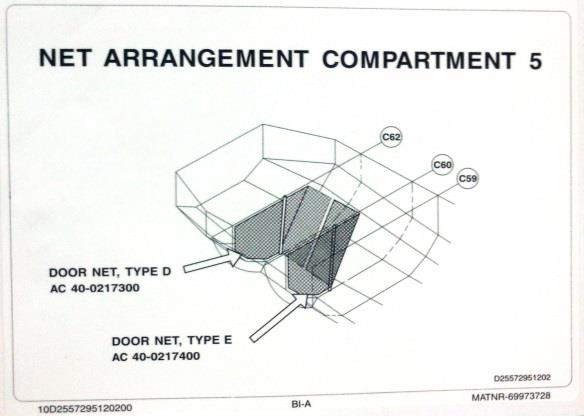 NET ARRANGEMENT COMPARTMENT 5
C62
C60
C59
DOOR NET, TYPE D
AC 40-0217300
DOOR NET, TYPE E
AC 40-0217400
D25572951202
10D2557295120200
BI-A
MATNR-69973728